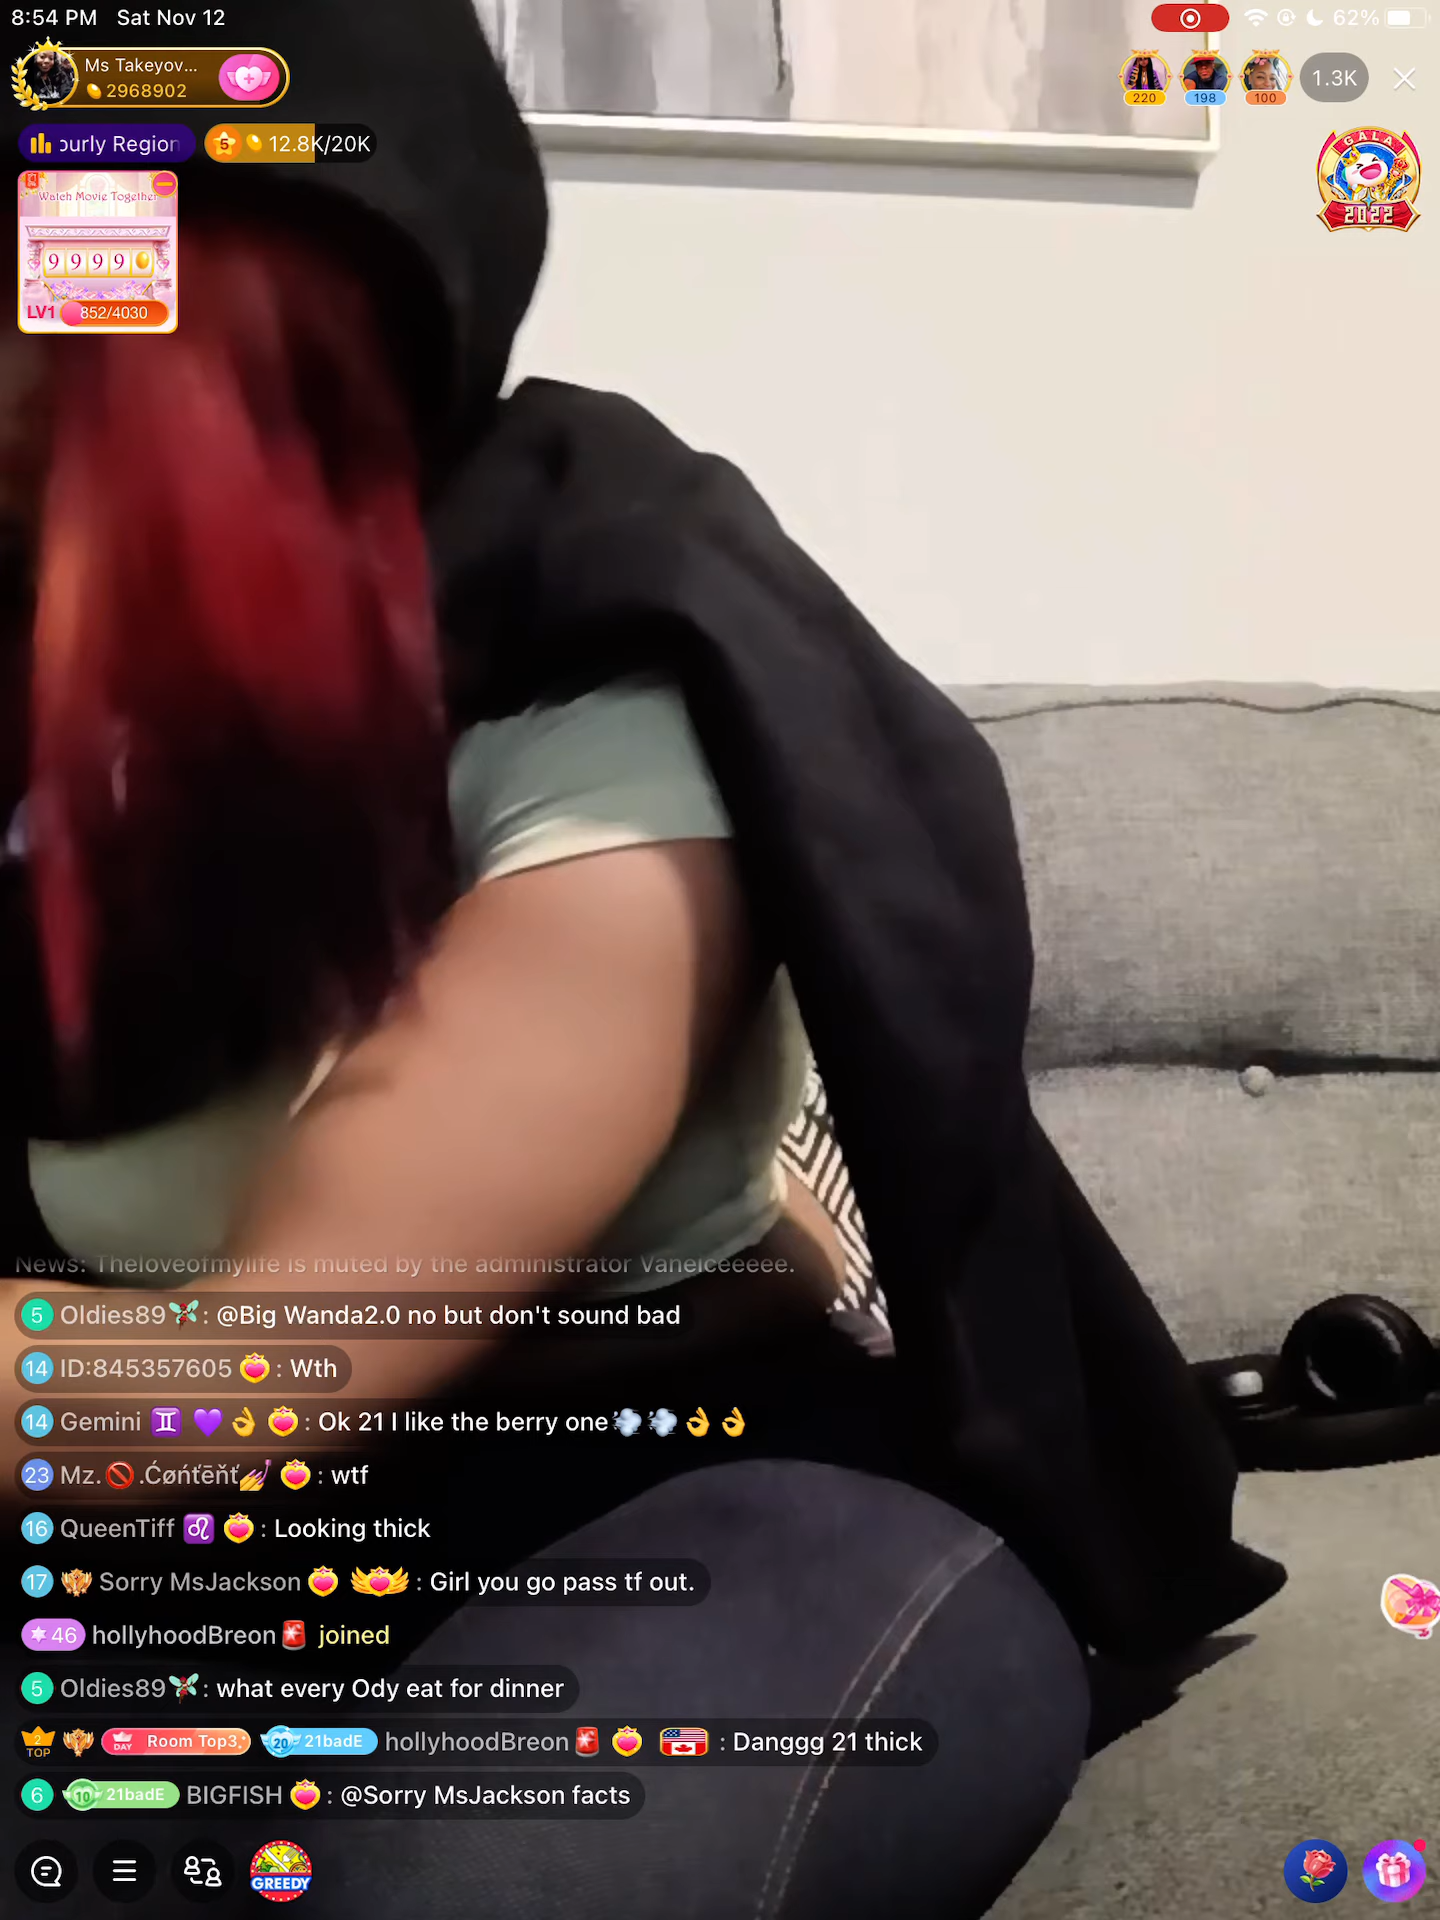 8:54 PM Sat Nov 12
62%
Ms Takeyov...
2968902
220 198 100 1.3K
ourly Region
5 12.8K/20K
GALA
2022
Watch Movie Together
9 9 9 9
LV1 852/4030
News: Theloveofmylife is muted by the administrator Vaneiceeeee.
5 Oldies89 : @Big Wanda2.0 no but don't sound bad
14 ID:845357605 : Wth
14 Gemini ♊ 💜 👌 : Ok 21 I like the berry one💨 💨 👌 👌
23 Mz.🚫.Ćøńťēňť💅 : wtf
16 QueenTiff ♌ : Looking thick
17 Sorry MsJackson : Girl you go pass tf out.
46 hollyhoodBreon🚨 joined
5 Oldies89 : what every Ody eat for dinner
2 TOP DAY Room Top3 20 21badE hollyhoodBreon🚨 : Danggg 21 thick
6 10 21badE BIGFISH : @Sorry MsJackson facts
GREEDY